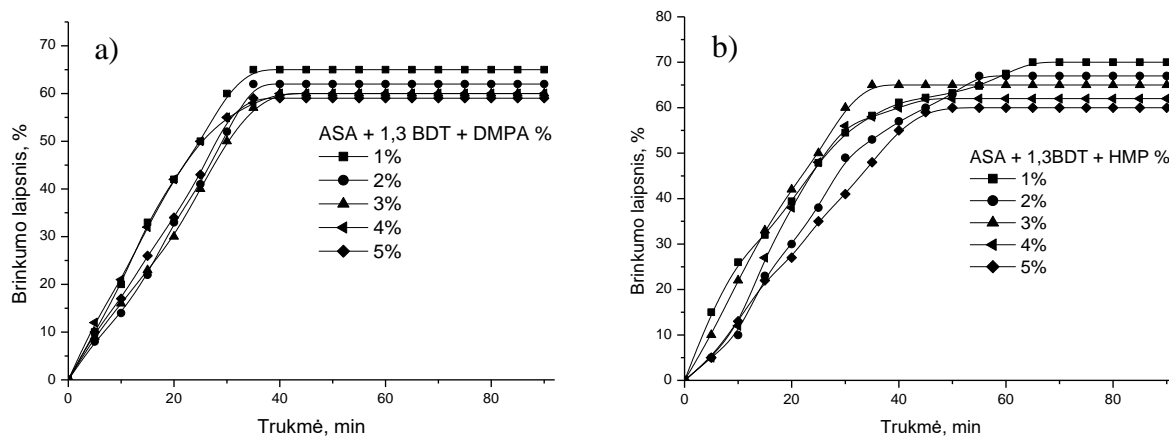 a)
70
60
50
40
30
20
10
0
Brinkumo laipsnis, %
ASA + 1,3 BDT + DMPA %
1%
2%
3%
4%
5%
0 20 40 60 80
Trukmė, min
b)
80
70
60
50
40
30
20
10
0
Brinkumo laipsnis, %
ASA + 1,3BDT + HMP %
1%
2%
3%
4%
5%
0 20 40 60 80
Trukmė, min